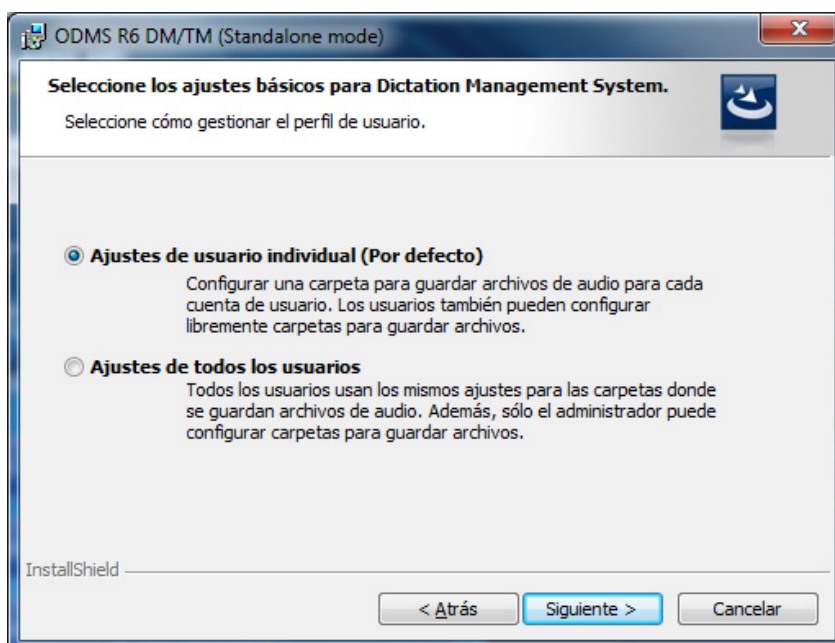 ODMS R6 DM/TM (Standalone mode)
Seleccione los ajustes básicos para Dictation Management System.
Seleccione cómo gestionar el perfil de usuario.
Ajustes de usuario individual (Por defecto)
Configurar una carpeta para guardar archivos de audio para cada
cuenta de usuario. Los usuarios también pueden configurar
libremente carpetas para guardar archivos.
Ajustes de todos los usuarios
Todos los usuarios usan los mismos ajustes para las carpetas donde
se guardan archivos de audio. Además, sólo el administrador puede
configurar carpetas para guardar archivos.
InstallShield
< Atrás Siguiente > Cancelar